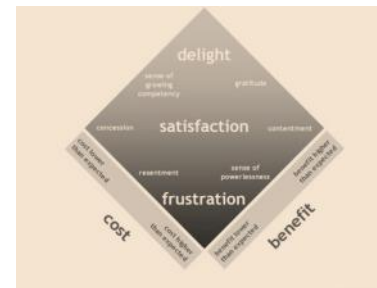 delight
sense of
growing
competency
gratitude
concession
satisfaction
contentment
resentment
sense of
powerlessness
frustration
cost lower
than expected
cost higher
than expected
cost
benefit lower
than expected
benefit higher
than expected
benefit